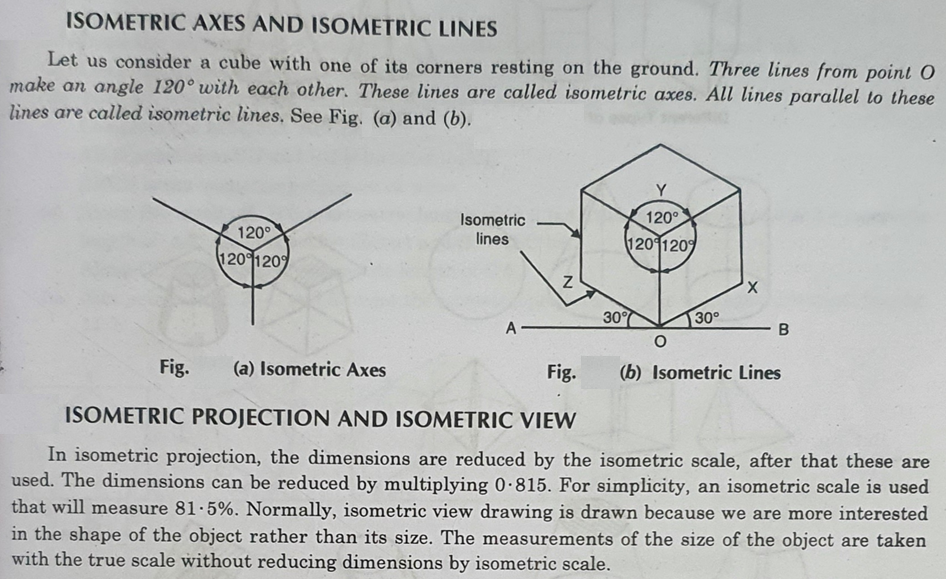 ISOMETRIC AXES AND ISOMETRIC LINES
Let us consider a cube with one of its corners resting on the ground. Three lines from point O
make an angle 120° with each other. These lines are called isometric axes. All lines parallel to these
lines are called isometric lines. See Fig. (a) and (b).
120°
120° 120°
Isometric
lines
Y
120°
120° 120°
Z
X
30°
30°
A
B
O
Fig. (a) Isometric Axes
Fig. (b) Isometric Lines
ISOMETRIC PROJECTION AND ISOMETRIC VIEW
In isometric projection, the dimensions are reduced by the isometric scale, after that these are
used. The dimensions can be reduced by multiplying 0·815. For simplicity, an isometric scale is used
that will measure 81·5%. Normally, isometric view drawing is drawn because we are more interested
in the shape of the object rather than its size. The measurements of the size of the object are taken
with the true scale without reducing dimensions by isometric scale.